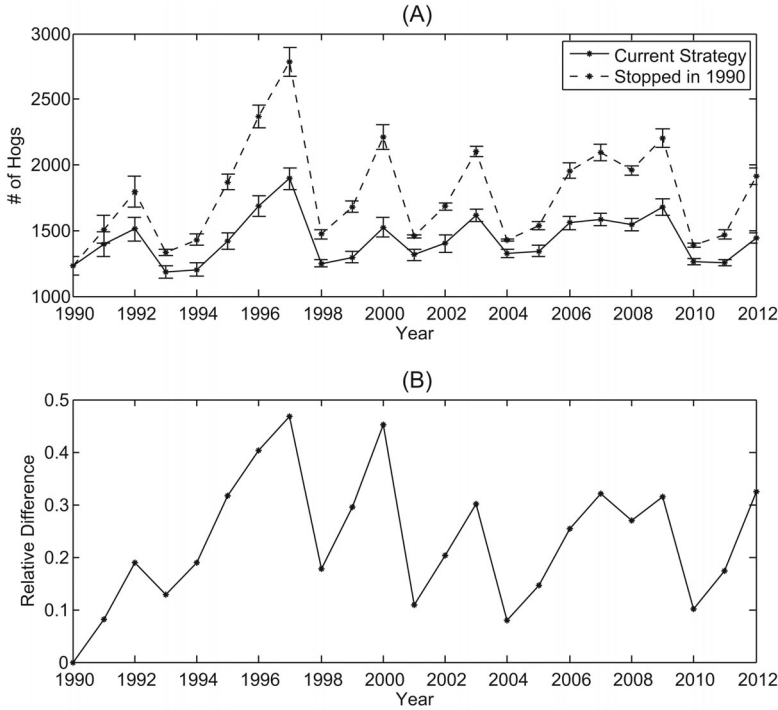 (A)
3000
2500
2000
1500
1000
# of Hogs
Current Strategy
Stopped in 1990
1990 1992 1994 1996 1998 2000 2002 2004 2006 2008 2010 2012
Year
(B)
0.5
0.4
0.3
0.2
0.1
0
Relative Difference
1990 1992 1994 1996 1998 2000 2002 2004 2006 2008 2010 2012
Year